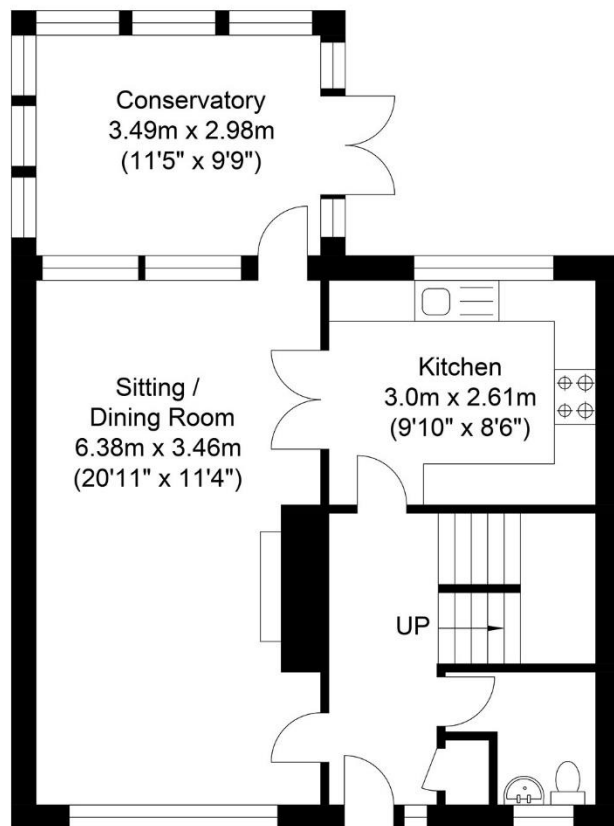 Conservatory
3.49m x 2.98m
(11'5" x 9'9")
Sitting /
Dining Room
6.38m x 3.46m
(20'11" x 11'4")
Kitchen
3.0m x 2.61m
(9'10" x 8'6")
UP